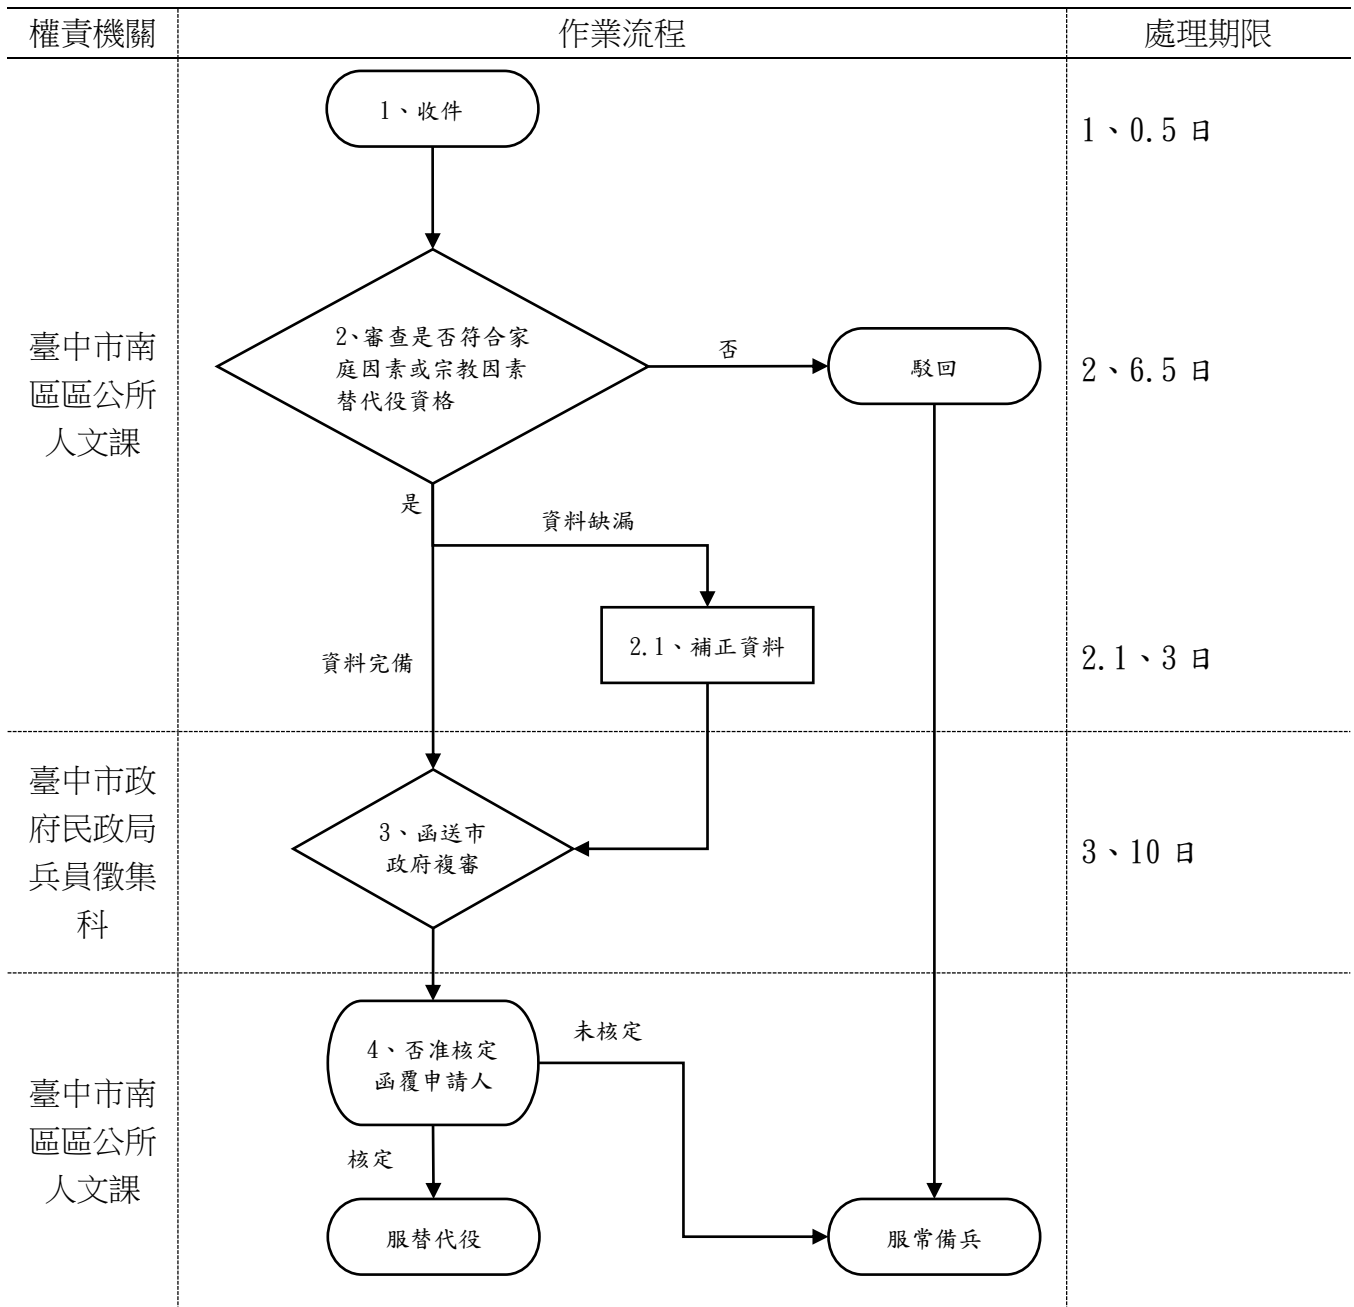 權責機關
作業流程
處理期限
1、收件
1、0.5 日
臺中市南
區區公所
人文課
2、審查是否符合家
庭因素或宗教因素
替代役資格
否
駁回
2、6.5 日
是
資料缺漏
資料完備
2.1、補正資料
2.1、3 日
臺中市政
府民政局
兵員徵集
科
3、函送市
政府複審
3、10 日
臺中市南
區區公所
人文課
4、否准核定
函覆申請人
未核定
核定
服替代役
服常備兵